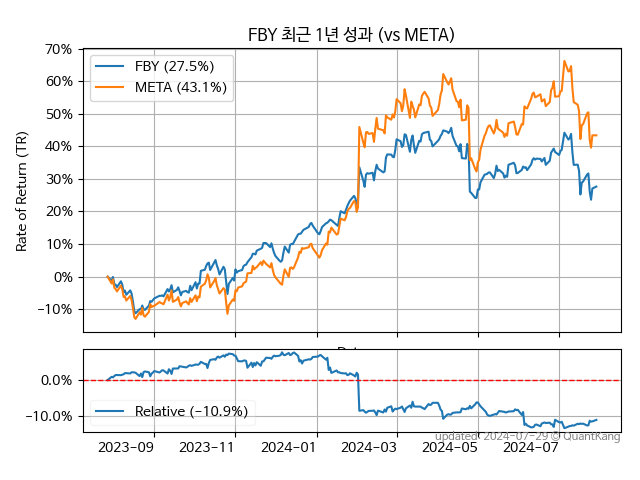 FBY 최근 1년 성과 (vs META)
Rate of Return (TR)
70%
60%
50%
40%
30%
20%
10%
0%
−10%
FBY (27.5%)
META (43.1%)
0.0%
−10.0%
Relative (−10.9%)
2023−09
2023−11
2024−01
2024−03
2024−05
2024−07
updated: 2024−07−29 © QuantKang